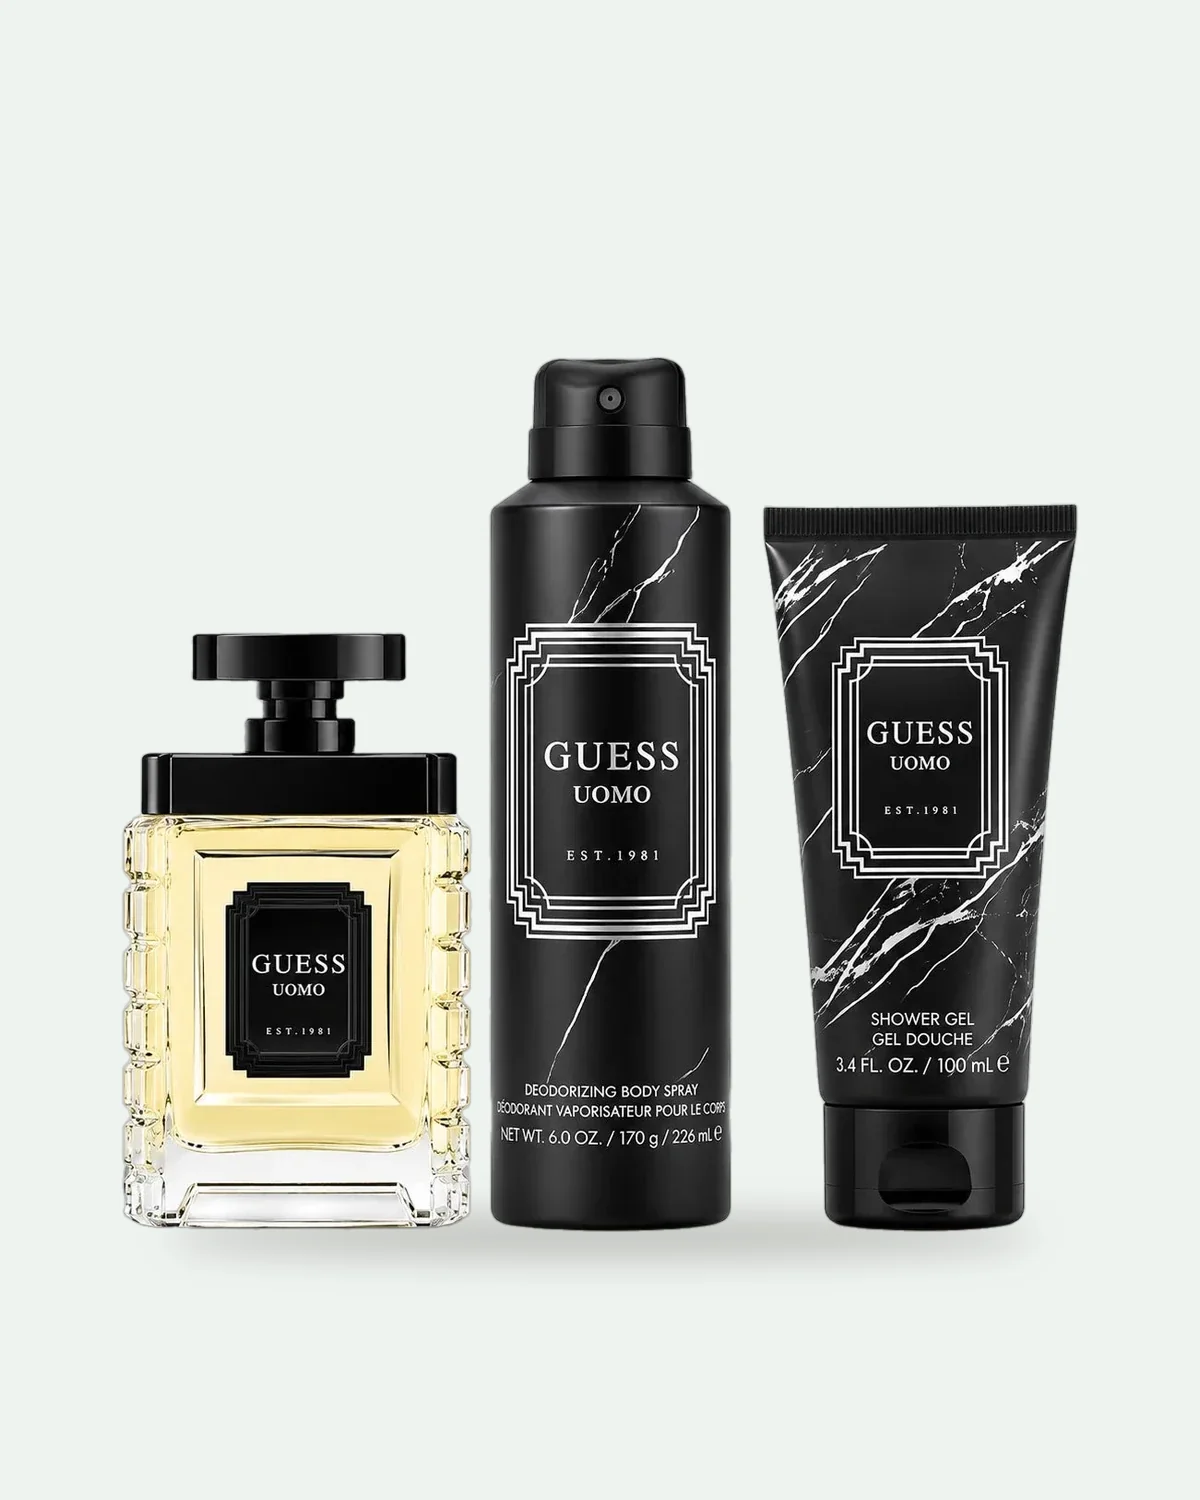 GUESS
UOMO
EST.1981
GUESS
UOMO
EST.1981
DEODORIZING BODY SPRAY
DÉODORANT VAPORISATEUR POUR LE CORPS
NET WT. 6.0 OZ. / 170 g / 226 mL ℮
GUESS
UOMO
EST.1981
SHOWER GEL
GEL DOUCHE
3.4 FL. OZ. / 100 mL ℮